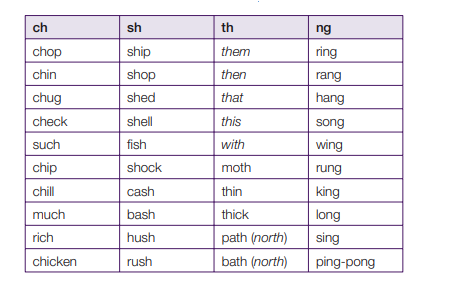 ch sh th ng
chop ship them ring
chin shop then rang
chug shed that hang
check shell this song
such fish with wing
chip shock moth rung
chill cash thin king
much bash thick long
rich hush path (north) sing
chicken rush bath (north) ping-pong